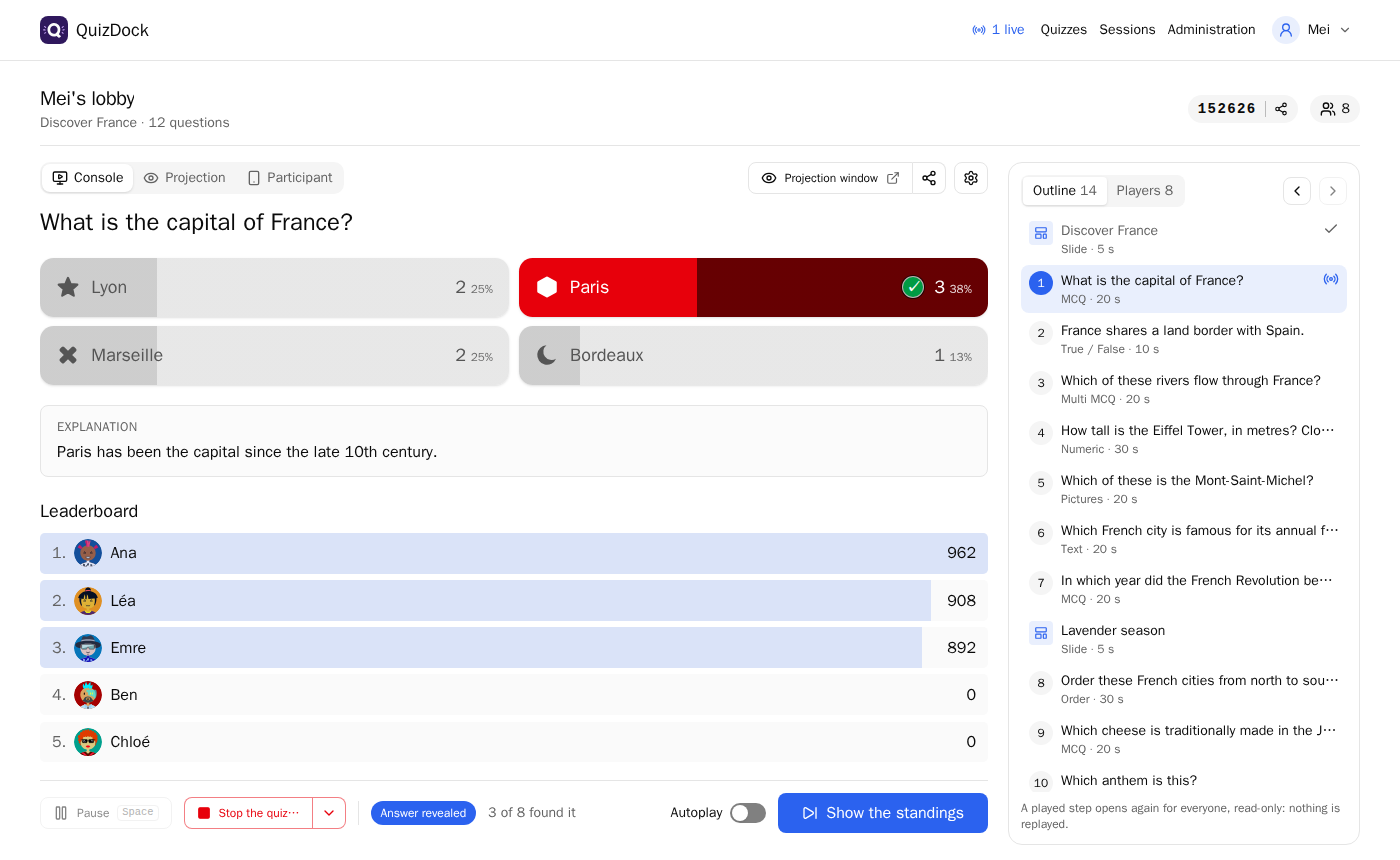 QuizDock
1 live
Quizzes
Sessions
Administration
Mei
Mei's lobby
Discover France · 12 questions
152626
8
Console
Projection
Participant
Projection window
What is the capital of France?
Lyon
2 25%
Paris
3 38%
Marseille
2 25%
Bordeaux
1 13%
EXPLANATION
Paris has been the capital since the late 10th century.
Leaderboard
1. Ana 962
2. Léa 908
3. Emre 892
4. Ben 0
5. Chloé 0
Pause Space
Stop the quiz···
Answer revealed
3 of 8 found it
Autoplay
Show the standings
Outline 14
Players 8
Discover France
Slide · 5 s
1 What is the capital of France?
MCQ · 20 s
2 France shares a land border with Spain.
True / False · 10 s
3 Which of these rivers flow through France?
Multi MCQ · 20 s
4 How tall is the Eiffel Tower, in metres? Clo···
Numeric · 30 s
5 Which of these is the Mont-Saint-Michel?
Pictures · 20 s
6 Which French city is famous for its annual f···
Text · 20 s
7 In which year did the French Revolution be···
MCQ · 20 s
Lavender season
Slide · 5 s
8 Order these French cities from north to sou···
Order · 30 s
9 Which cheese is traditionally made in the J···
MCQ · 20 s
10 Which anthem is this?
A played step opens again for everyone, read-only: nothing is
replayed.